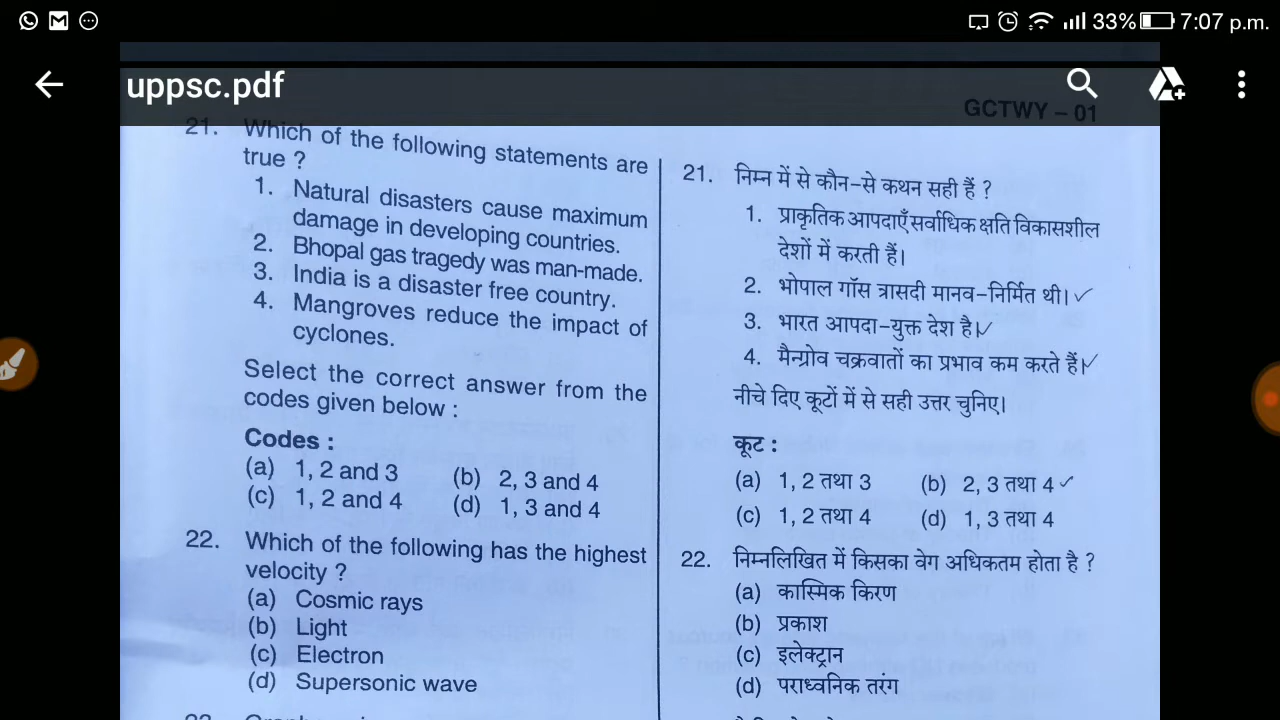 33% 7:07 p.m.
uppsc.pdf
GCTWY – 01
21. Which of the following statements are
true ?
1. Natural disasters cause maximum
damage in developing countries.
2. Bhopal gas tragedy was man-made.
3. India is a disaster free country.
4. Mangroves reduce the impact of
cyclones.
Select the correct answer from the
codes given below :
Codes :
(a) 1, 2 and 3 (b) 2, 3 and 4
(c) 1, 2 and 4 (d) 1, 3 and 4
22. Which of the following has the highest
velocity ?
(a) Cosmic rays
(b) Light
(c) Electron
(d) Supersonic wave
21. निम्न में से कौन-से कथन सही हैं ?
1. प्राकृतिक आपदाएँ सर्वाधिक क्षति विकासशील
देशों में करती हैं।
2. भोपाल गॉस त्रासदी मानव-निर्मित थी।
3. भारत आपदा-युक्त देश है।
4. मैन्ग्रोव चक्रवातों का प्रभाव कम करते हैं।
नीचे दिए कूटों में से सही उत्तर चुनिए।
कूट :
(a) 1, 2 तथा 3 (b) 2, 3 तथा 4
(c) 1, 2 तथा 4 (d) 1, 3 तथा 4
22. निम्नलिखित में किसका वेग अधिकतम होता है ?
(a) कास्मिक किरण
(b) प्रकाश
(c) इलेक्ट्रान
(d) पराध्वनिक तरंग